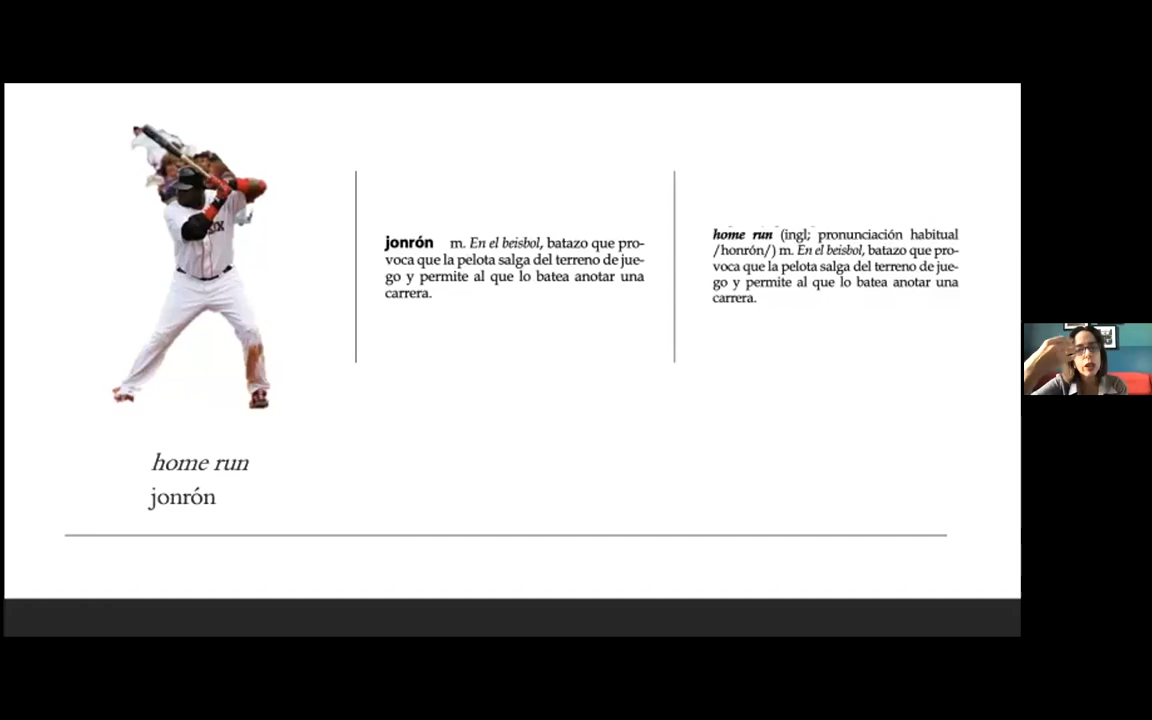 jonrón m. En el beisbol, batazo que pro-
voca que la pelota salga del terreno de jue-
go y permite al que lo batea anotar una
carrera.
home run (ingl; pronunciación habitual
/honrón/) m. En el beisbol, batazo que pro-
voca que la pelota salga del terreno de jue-
go y permite al que lo batea anotar una
carrera.
home run
jonrón